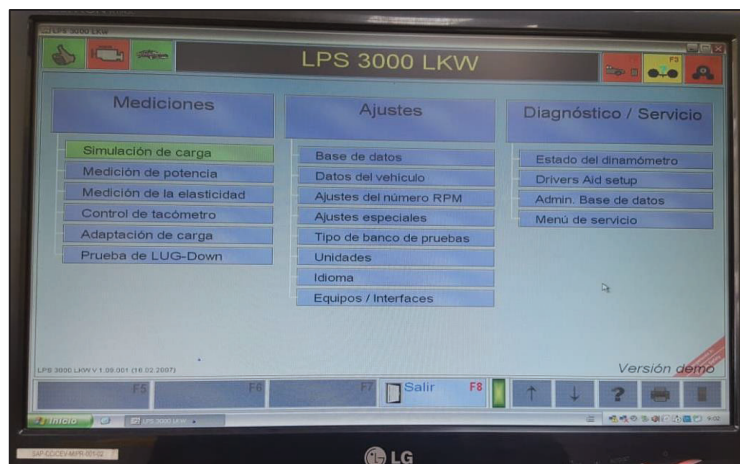 LPS 3000 LKW
LPS 3000 LKW
F3
Mediciones
Simulación de carga
Medición de potencia
Medición de la elasticidad
Control de tacómetro
Adaptación de carga
Prueba de LUG-Down
Ajustes
Base de datos
Datos del vehículo
Ajustes del número RPM
Ajustes especiales
Tipo de banco de pruebas
Unidades
Idioma
Equipos / Interfaces
Diagnóstico / Servicio
Estado del dinamómetro
Drivers Aid setup
Admin. Base de datos
Menú de servicio
LPS 3000 LKW V 1.09.001 (16.02.2007)
Versión demo
F5
F6
F7
Salir F8
?
Inicio
LPS 3000 LKW
LG